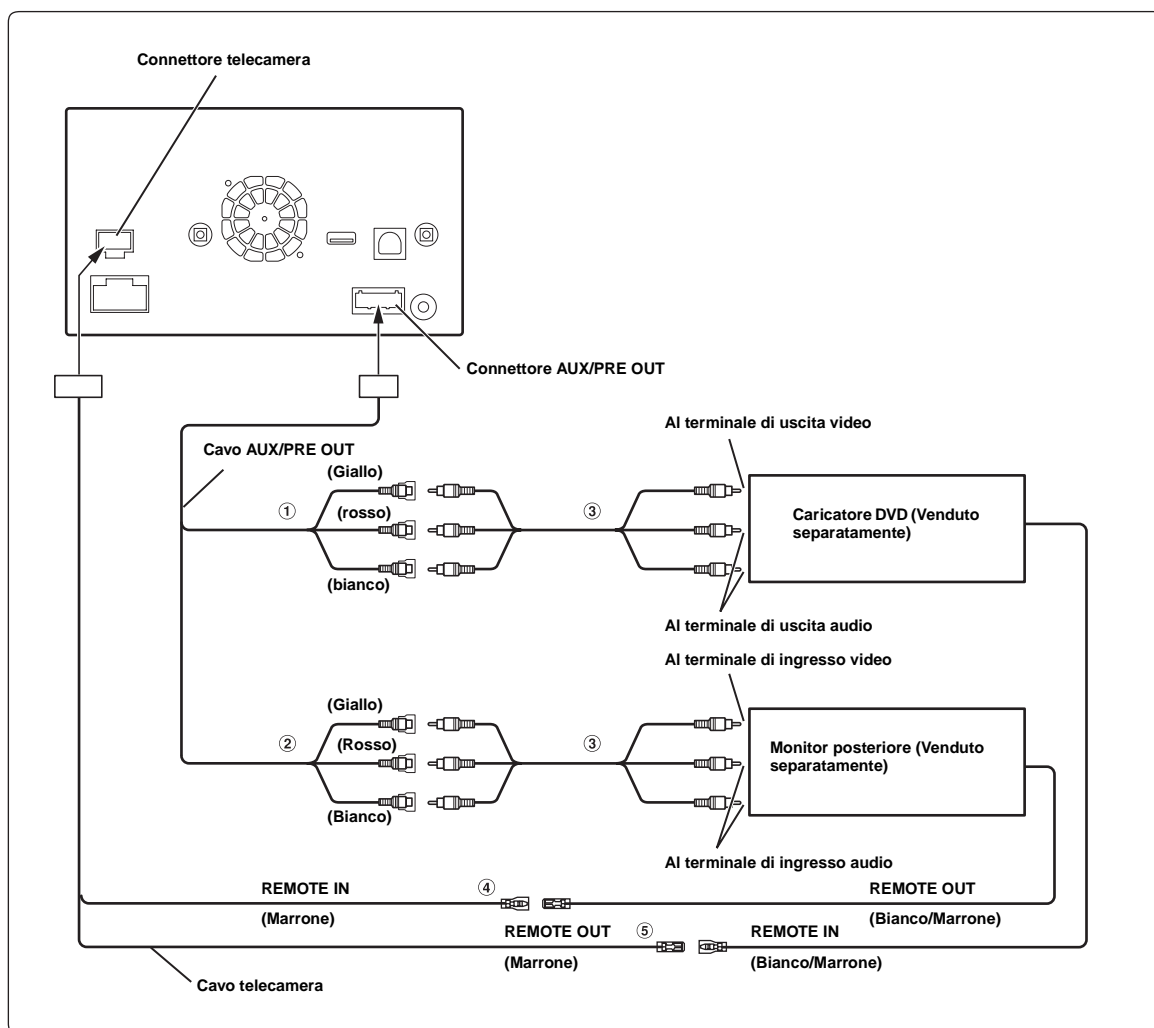 Connettore telecamera
Connettore AUX/PRE OUT
Al terminale di uscita video
Cavo AUX/PRE OUT
(Giallo)
①
(rosso)
③
Caricatore DVD (Venduto
separatamente)
(bianco)
Al terminale di uscita audio
Al terminale di ingresso video
(Giallo)
②
(Rosso)
③
Monitor posteriore (Venduto
separatamente)
(Bianco)
Al terminale di ingresso audio
REMOTE IN
④
REMOTE OUT
(Marrone)
(Bianco/Marrone)
REMOTE OUT
⑤
REMOTE IN
(Marrone)
(Bianco/Marrone)
Cavo telecamera